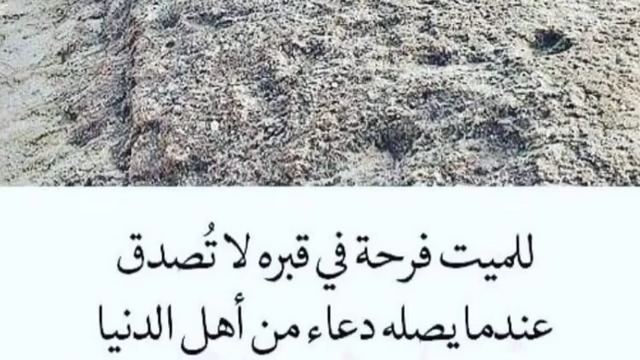 للميت فرحة في قبره لا تُصدق
عندما يصله دعاء من أهل الدنيا